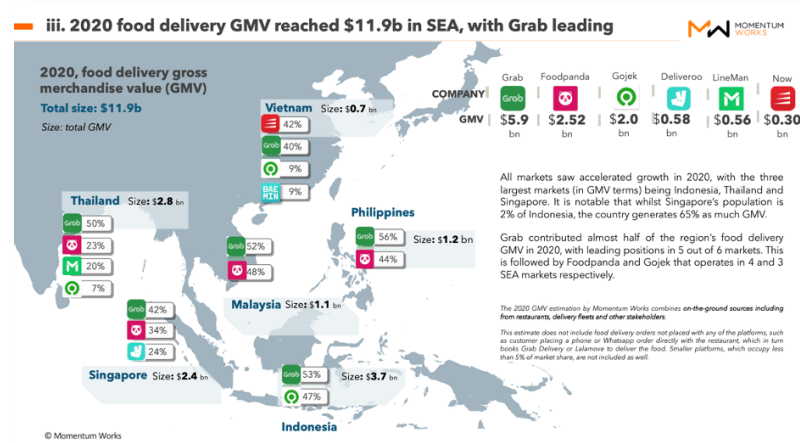 iii. 2020 food delivery GMV reached $11.9b in SEA, with Grab leading
MOMENTUM
WORKS
2020, food delivery gross
merchandise value (GMV)
Total size: $11.9b
Size: total GMV
COMPANY
Grab
Foodpanda
Gojek
Deliveroo
LineMan
Now
Grab
GMV
$5.9
bn
$2.52
bn
$2.0
bn
$0.58
bn
$0.56
bn
$0.30
bn
Vietnam Size: $0.7 bn
42%
Grab 40%
9%
BAE
MIN
9%
Thailand Size: $2.8 bn
Grab 50%
23%
20%
7%
Philippines
Grab 56%
44%
Size: $1.2 bn
Grab 52%
48%
Malaysia Size: $1.1 bn
Grab 42%
34%
24%
Singapore Size: $2.4 bn
Grab 53%
47%
Size: $3.7 bn
Indonesia
All markets saw accelerated growth in 2020, with the three
largest markets (in GMV terms) being Indonesia, Thailand and
Singapore. It is notable that whilst Singapore's population is
2% of Indonesia, the country generates 65% as much GMV.
Grab contributed almost half of the region's food delivery
GMV in 2020, with leading positions in 5 out of 6 markets. This
is followed by Foodpanda and Gojek that operates in 4 and 3
SEA markets respectively.
The 2020 GMV estimation by Momentum Works combines on-the-ground sources including
from restaurants, delivery fleets and other stakeholders.
This estimate does not include food delivery orders not placed with any of the platforms, such
as customer placing a phone or Whatsapp order directly with the restaurant, which in turn
books Grab Delivery or Lalamove to deliver the food. Smaller platforms, which occupy less
than 5% of market share, are not included as well.
© Momentum Works